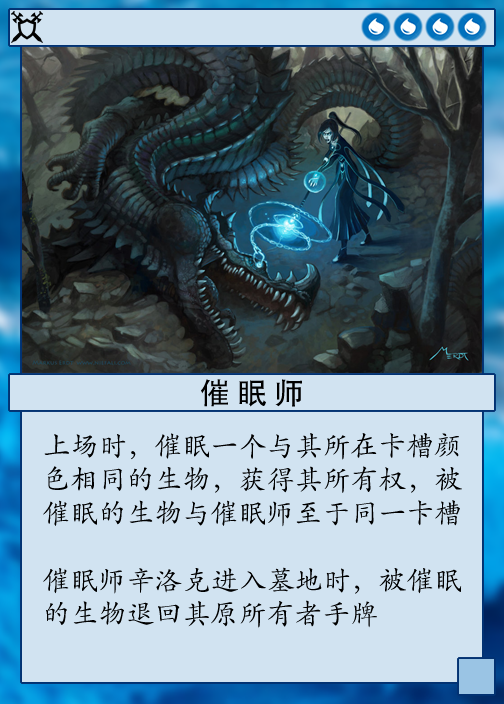 MERDX
催眠师
上场时，催眠一个与其所在卡槽颜
色相同的生物，获得其所有权，被
催眠的生物与催眠师至于同一卡槽
催眠师辛洛克进入墓地时，被催眠
的生物退回其原所有者手牌